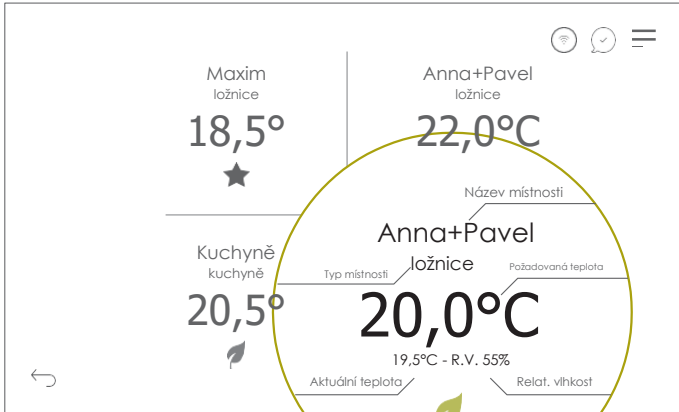 Maxim
ložnice
18,5°
Anna+Pavel
ložnice
22,0°C
Název místnosti
Anna+Pavel
ložnice
Typ místnosti
Požadovaná teplota
20,0°C
19,5°C - R.V. 55%
Aktuální teplota
Relat. vlhkost
Kuchyně
kuchyně
20,5°